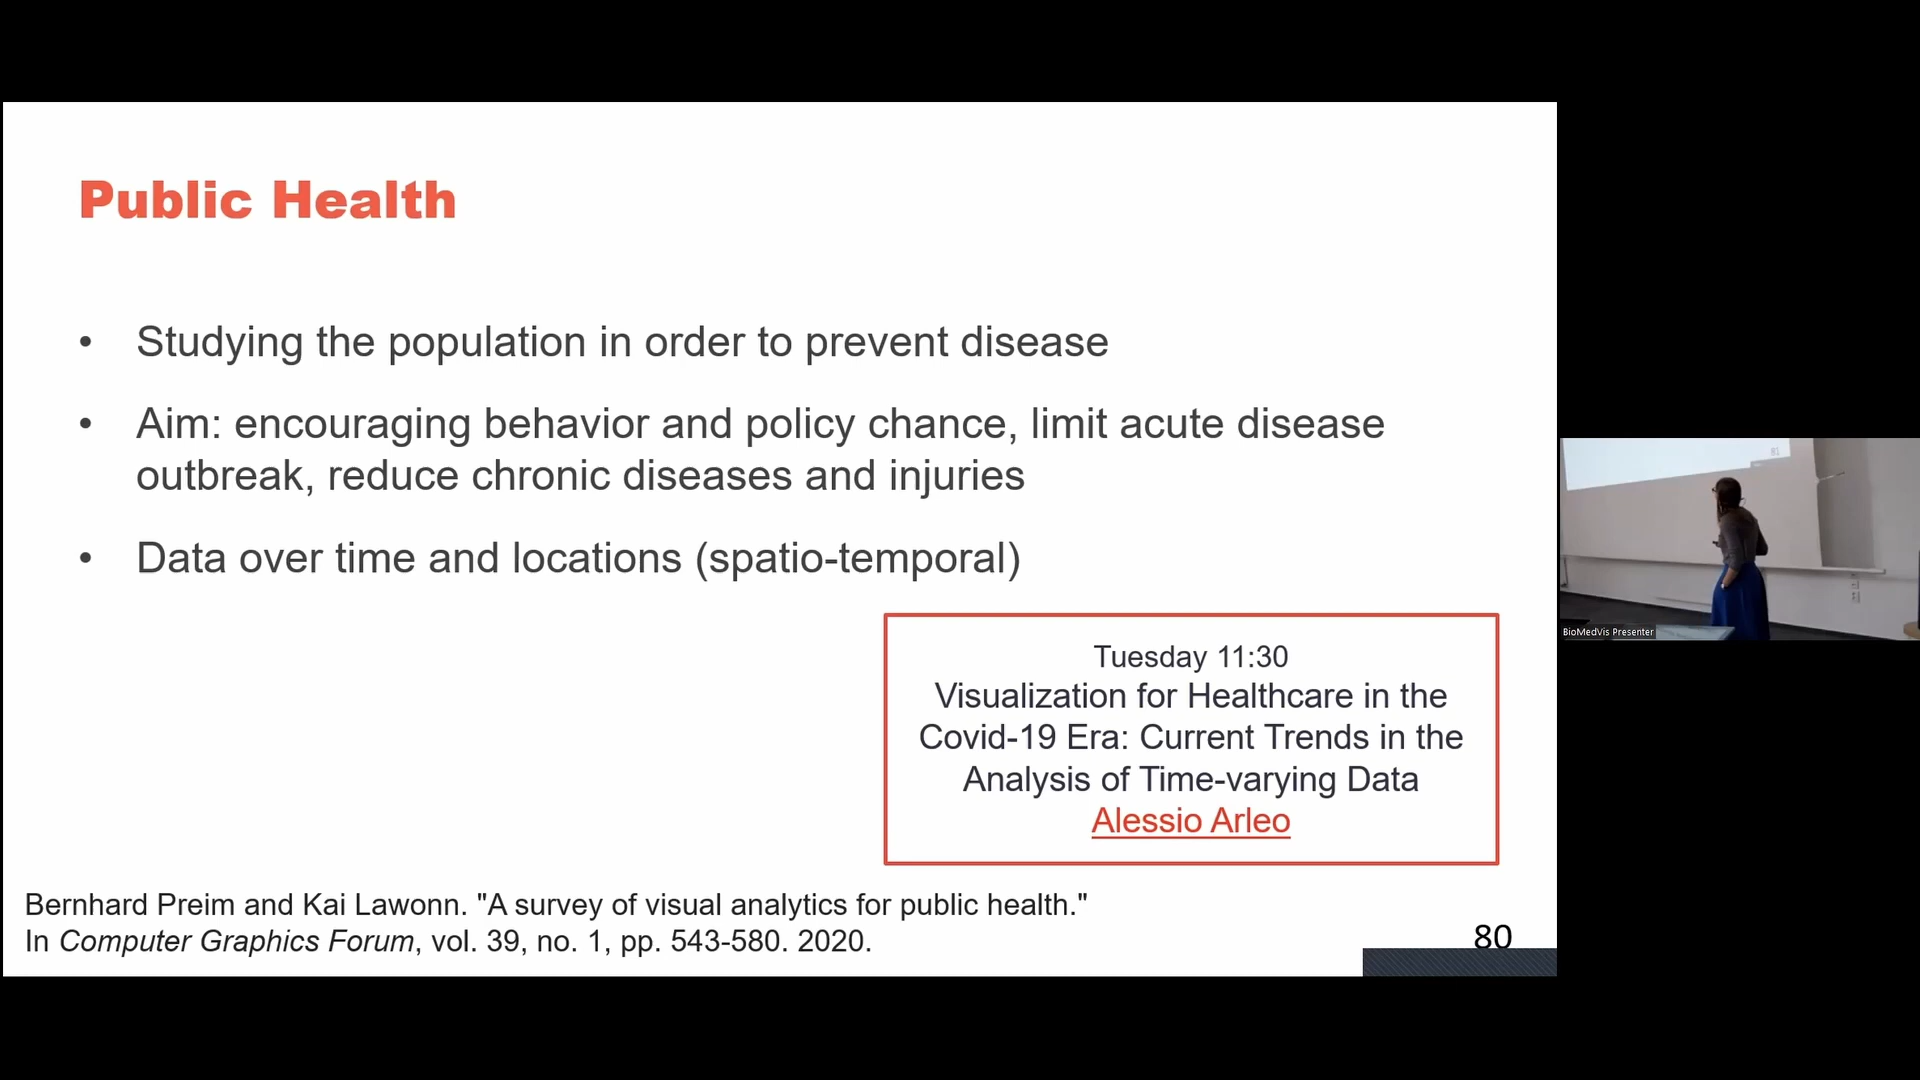 Public Health
• Studying the population in order to prevent disease
• Aim: encouraging behavior and policy chance, limit acute disease
outbreak, reduce chronic diseases and injuries
• Data over time and locations (spatio-temporal)
Tuesday 11:30
Visualization for Healthcare in the
Covid-19 Era: Current Trends in the
Analysis of Time-varying Data
Alessio Arleo
Bernhard Preim and Kai Lawonn. "A survey of visual analytics for public health."
In Computer Graphics Forum, vol. 39, no. 1, pp. 543-580. 2020.
80
BioMedVis Presenter